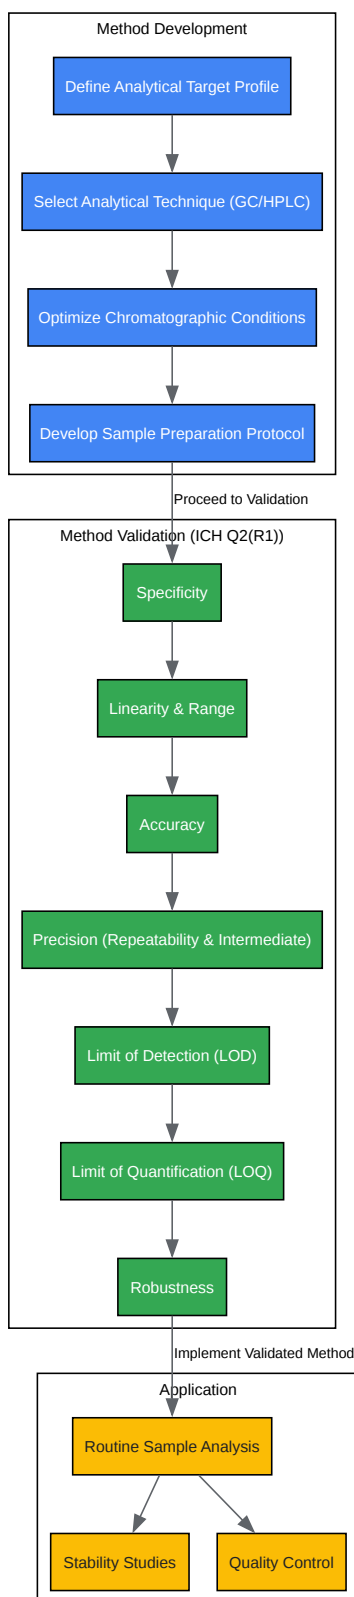 Method Development
Define Analytical Target Profile
Select Analytical Technique (GC/HPLC)
Optimize Chromatographic Conditions
Develop Sample Preparation Protocol
Proceed to Validation
Method Validation (ICH Q2(R1))
Specificity
Linearity & Range
Accuracy
Precision (Repeatability & Intermediate)
Limit of Detection (LOD)
Limit of Quantification (LOQ)
Robustness
Implement Validated Method
Application
Routine Sample Analysis
Stability Studies
Quality Control